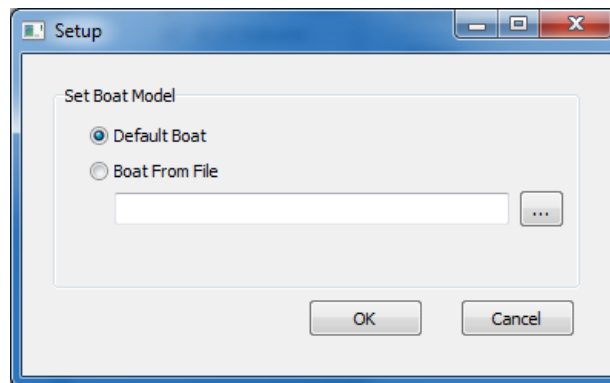 Setup
Set Boat Model
Default Boat
Boat From File
...
OK Cancel